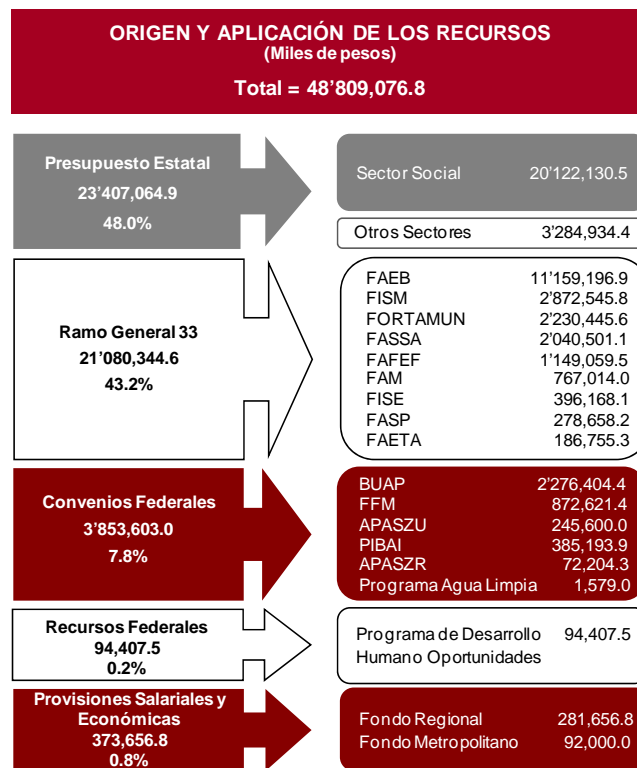 ORIGEN Y APLICACIÓN DE LOS RECURSOS
(Miles de pesos)
Total = 48’809,076.8
Presupuesto Estatal
23’407,064.9
48.0%
Sector Social 20’122,130.5
Otros Sectores 3’284,934.4
Ramo General 33
21’080,344.6
43.2%
FAEB 11’159,196.9
FISM 2’872,545.8
FORTAMUN 2’230,445.6
FASSA 2’040,501.1
FAFEF 1’149,059.5
FAM 767,014.0
FISE 396,168.1
FASP 278,658.2
FAETA 186,755.3
Convenios Federales
3’853,603.0
7.8%
BUAP 2’276,404.4
FFM 872,621.4
APASZU 245,600.0
PIBAI 385,193.9
APASZR 72,204.3
Programa Agua Limpia 1,579.0
Recursos Federales
94,407.5
0.2%
Programa de Desarrollo 94,407.5
Humano Oportunidades
Provisiones Salariales y
Económicas
373,656.8
0.8%
Fondo Regional 281,656.8
Fondo Metropolitano 92,000.0